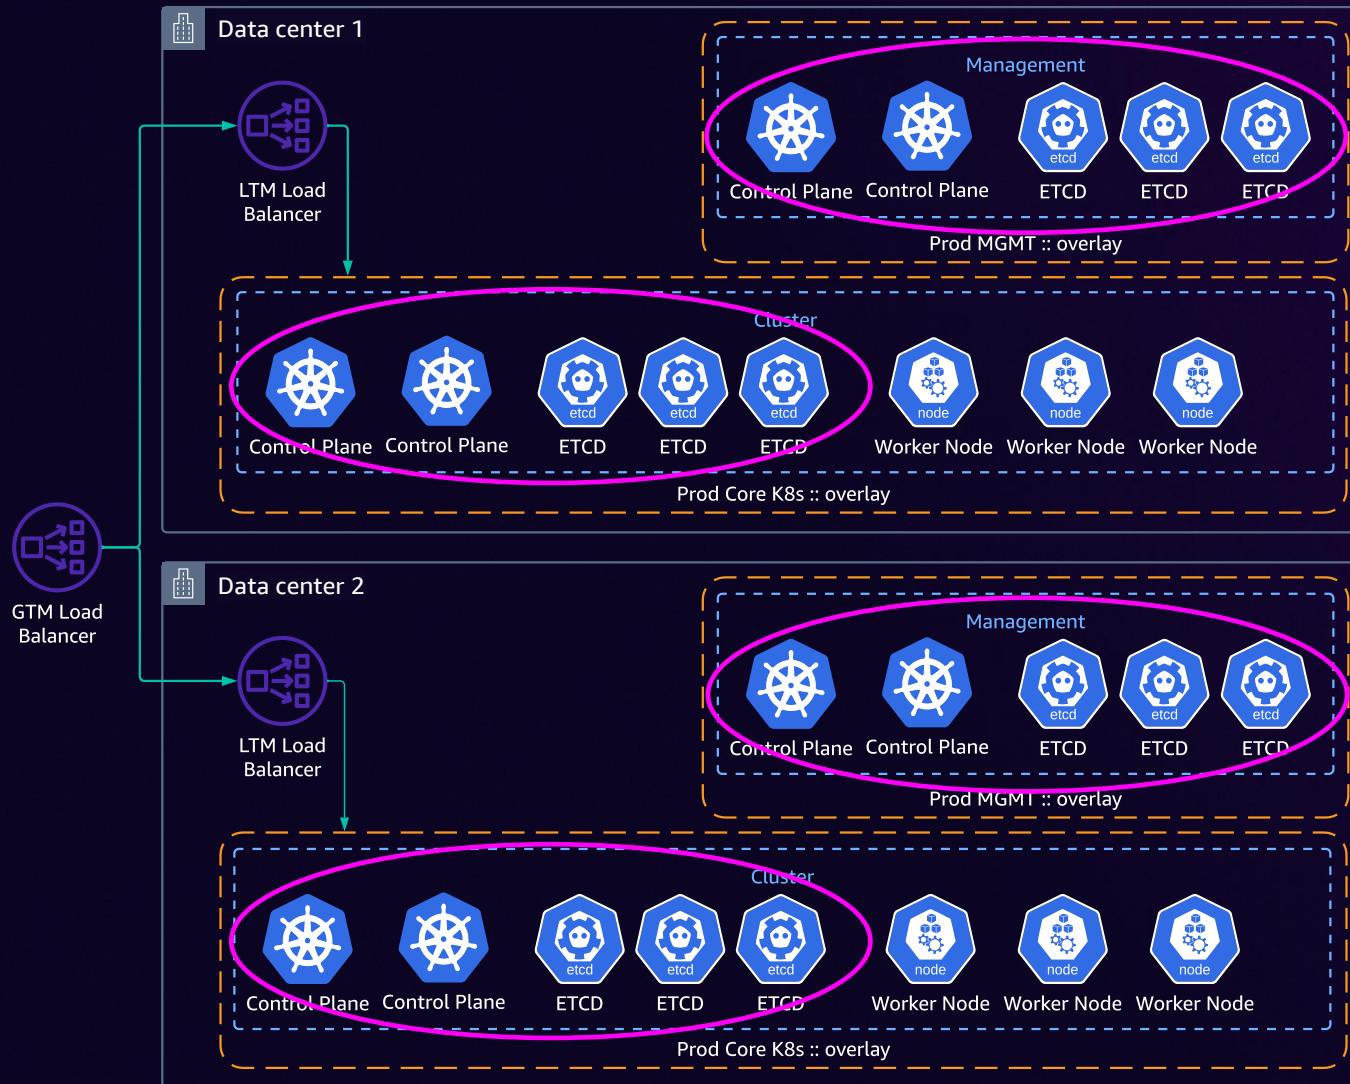 Data center 1
Management
LTM Load
Balancer
etcd
etcd
etcd
Control Plane
Control Plane
ETCD
ETCD
ETCD
Prod MGMT :: overlay
Cluster
etcd
etcd
etcd
node
node
node
Control Plane
Control Plane
ETCD
ETCD
ETCD
Worker Node
Worker Node
Worker Node
Prod Core K8s :: overlay
GTM Load
Balancer
Data center 2
Management
LTM Load
Balancer
etcd
etcd
etcd
Control Plane
Control Plane
ETCD
ETCD
ETCD
Prod MGMT :: overlay
Cluster
etcd
etcd
etcd
node
node
node
Control Plane
Control Plane
ETCD
ETCD
ETCD
Worker Node
Worker Node
Worker Node
Prod Core K8s :: overlay